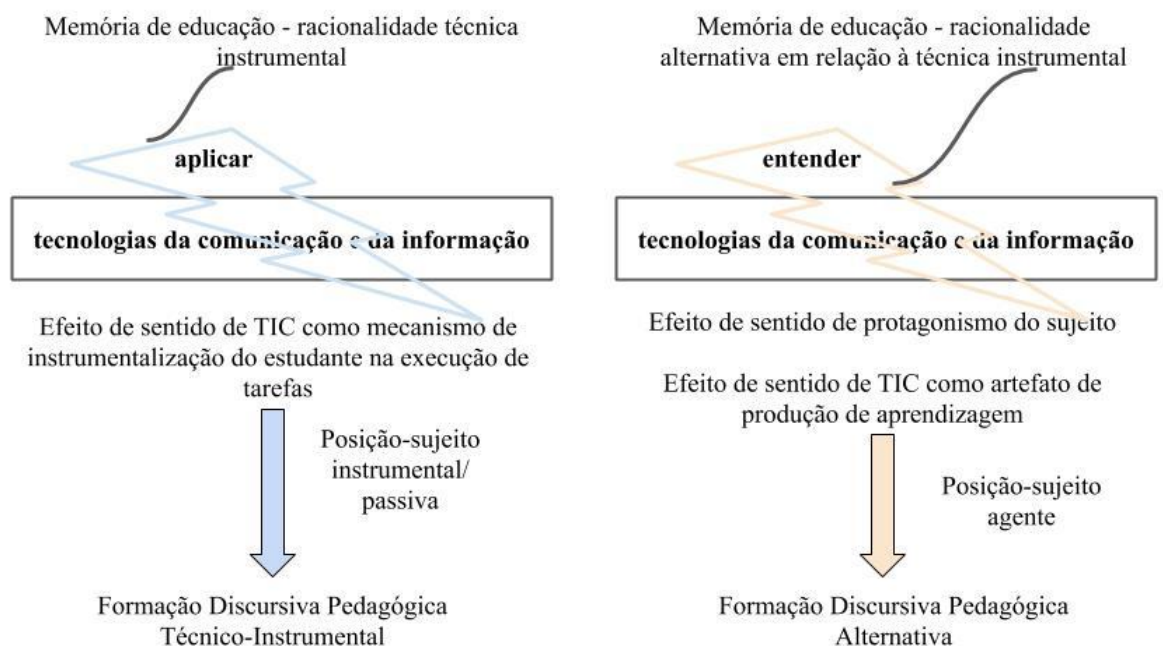 Memória de educação - racionalidade técnica
instrumental
aplicar
tecnologias da comunicação e da informação
Efeito de sentido de TIC como mecanismo de
instrumentalização do estudante na execução de
tarefas
Posição-sujeito
instrumental/
passiva
Formação Discursiva Pedagógica
Técnico-Instrumental
Memória de educação - racionalidade
alternativa em relação à técnica instrumental
entender
tecnologias da comunicação e da informação
Efeito de sentido de protagonismo do sujeito
Efeito de sentido de TIC como artefato de
produção de aprendizagem
Posição-sujeito
agente
Formação Discursiva Pedagógica
Alternativa